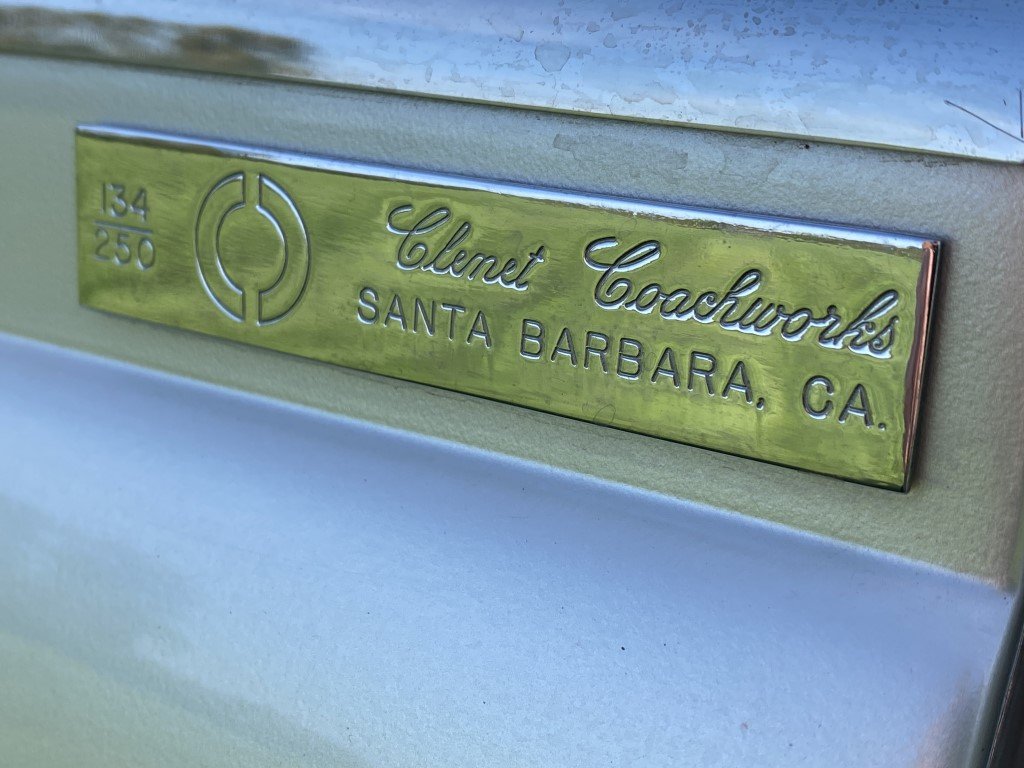 134
250
Clenet Coachworks
SANTA BARBARA, CA.